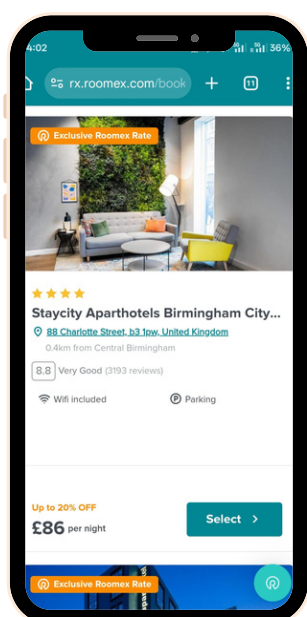 4:02
36%
rx.roomex.com/book
11
Exclusive Roomex Rate
Staycity Aparthotels Birmingham City...
88 Charlotte Street, b3 1pw, United Kingdom
0.4km from Central Birmingham
8.8 Very Good (3193 reviews)
Wifi included
Parking
Up to 20% OFF
£86 per night
Select
Exclusive Roomex Rate